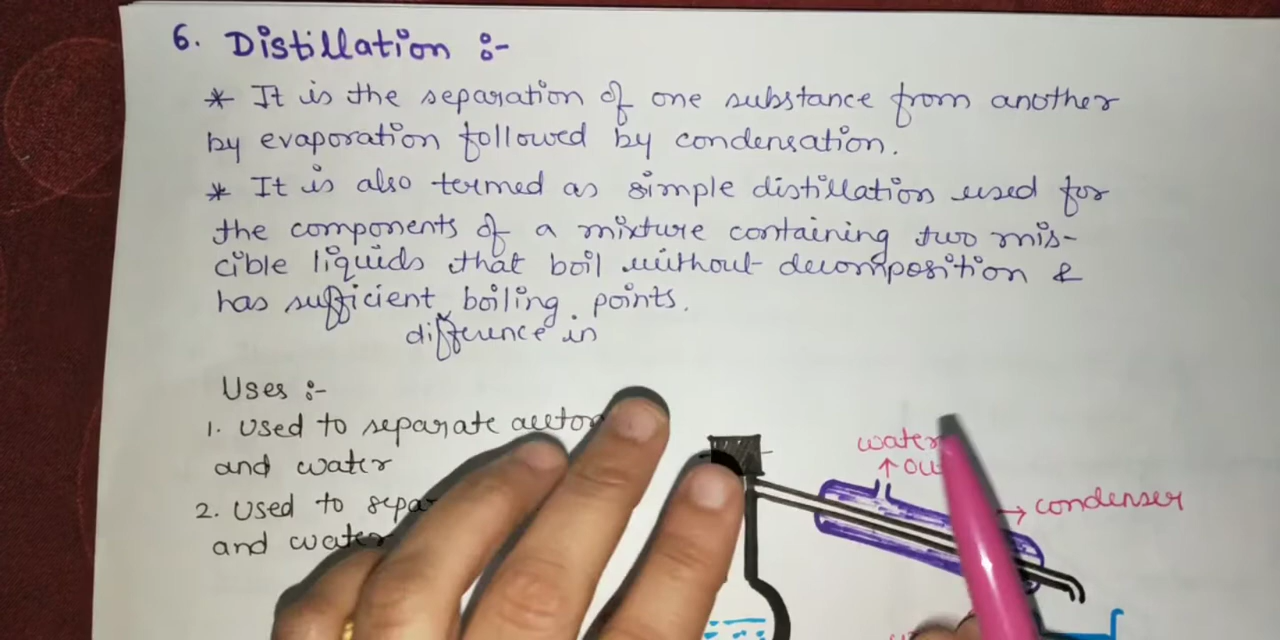 6. Distillation :-
* It is the separation of one substance from another
by evaporation followed by condensation.
* It is also termed as simple distillation used for
the components of a mixture containing two mis-
cible liquids that boil without decomposition &
has sufficient boiling points.
difference in
Uses :-
1. Used to separate
and water
2. Used to
and water
water
↑
→ condenser